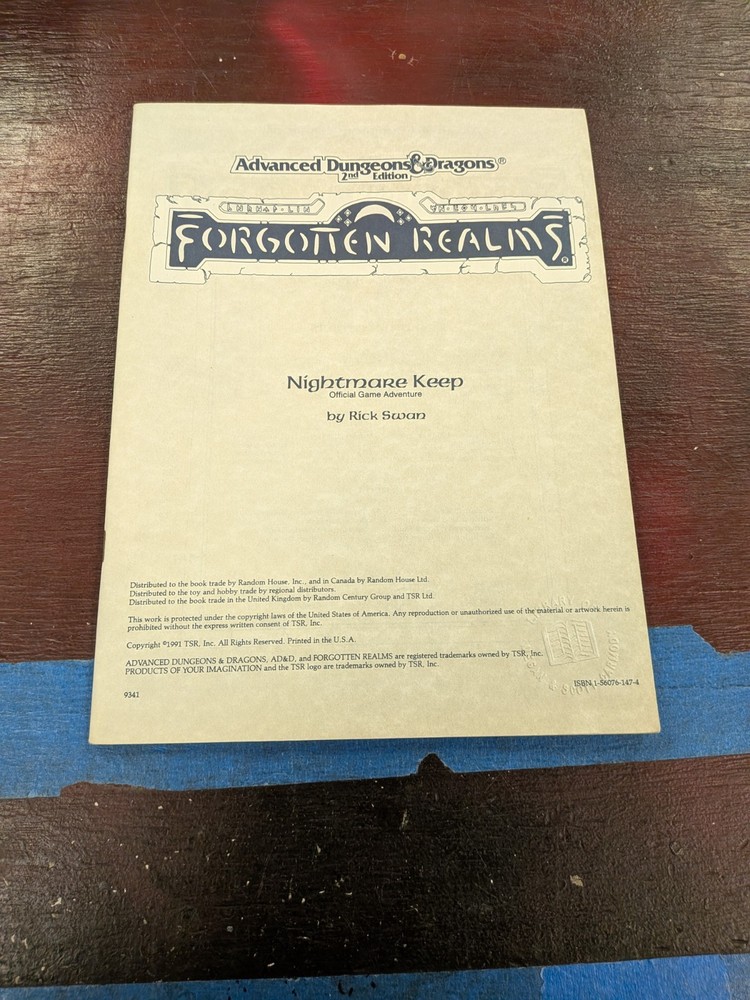 Advanced Dungeons & Dragons®
2nd Edition
FORGOTTEN REALMS®
Nightmare Keep
Official Game Adventure
by Rick Swan
Distributed to the book trade by Random House, Inc., and in Canada by Random House Ltd.
Distributed to the toy and hobby trade by regional distributors.
Distributed to the book trade in the United Kingdom by Random Century Group and TSR Ltd.
This work is protected under the copyright laws of the United States of America. Any reproduction or unauthorized use of the material or artwork herein is
prohibited without the express written consent of TSR, Inc.
Copyright ©1991 TSR, Inc. All Rights Reserved. Printed in the U.S.A.
ADVANCED DUNGEONS & DRAGONS, AD&D, and FORGOTTEN REALMS are registered trademarks owned by TSR, Inc.
PRODUCTS OF YOUR IMAGINATION and the TSR logo are trademarks owned by TSR, Inc.
9341
ISBN 1-56076-147-4